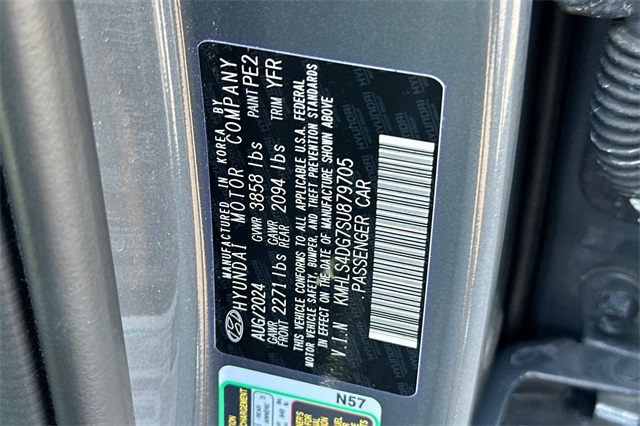 MANUFACTURED IN KOREA BY
HYUNDAI MOTOR COMPANY
AUG/2024 GVWR 3858 lbs PAINT PE2
GAWR FRONT 2271 lbs GAWR REAR 2094 lbs TRIM YFR
THIS VEHICLE CONFORMS TO ALL APPLICABLE U.S.A. FEDERAL
MOTOR VEHICLE SAFETY, BUMPER, AND THEFT PREVENTION STANDARDS
IN EFFECT ON THE DATE OF MANUFACTURE SHOWN ABOVE
V.I.N KMHLS4DG7SU879705
PASSENGER CAR
N57